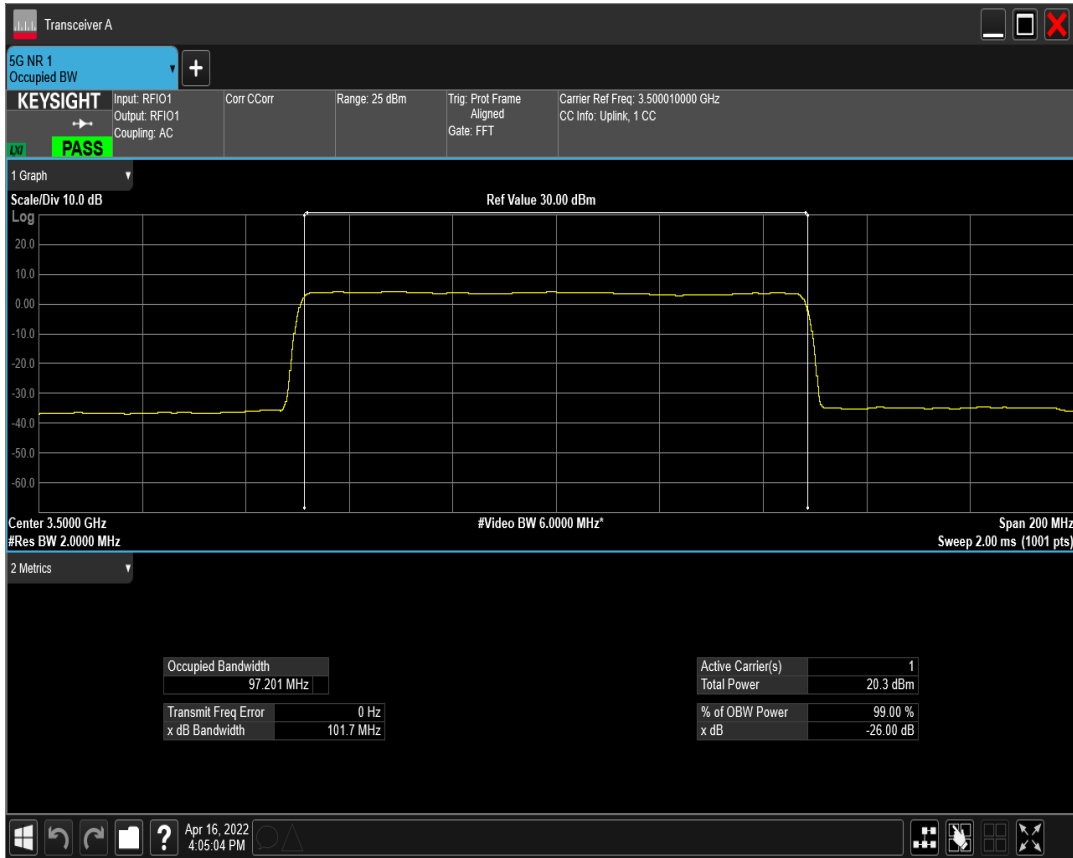 Transceiver A
5G NR 1
Occupied BW
KEYSIGHT
LXI
PASS
Input: RFIO1
Output: RFIO1
Coupling: AC
Corr CCorr
Range: 25 dBm
Trig: Prot Frame
Aligned
Gate: FFT
Carrier Ref Freq: 3.500010000 GHz
CC Info: Uplink, 1 CC
1 Graph
Scale/Div 10.0 dB
Ref Value 30.00 dBm
Log
20.0
10.0
0.00
-10.0
-20.0
-30.0
-40.0
-50.0
-60.0
Center 3.5000 GHz
#Video BW 6.0000 MHz*
Span 200 MHz
#Res BW 2.0000 MHz
Sweep 2.00 ms (1001 pts)
2 Metrics
Occupied Bandwidth
97.201 MHz
Transmit Freq Error 0 Hz
x dB Bandwidth 101.7 MHz
Active Carrier(s) 1
Total Power 20.3 dBm
% of OBW Power 99.00 %
x dB -26.00 dB
?
Apr 16, 2022
4:05:04 PM